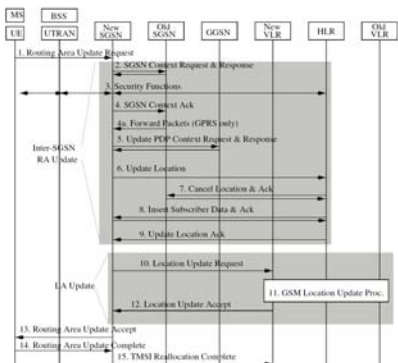 MS
BSS
UE
UTRAN
New
SGSN
Old
SGSN
GGSN
New
VLR
HLR
Old
VLR
1. Routing Area Update Request
2. SGSN Context Request & Response
3. Security Functions
4. SGSN Context Ack
4a. Forward Packets (GPRS only)
5. Update PDP Context Request & Response
Inter-SGSN
RA Update
6. Update Location
7. Cancel Location & Ack
8. Insert Subscriber Data & Ack
9. Update Location Ack
10. Location Update Request
LA Update
11. GSM Location Update Proc.
12. Location Update Accept
13. Routing Area Update Accept
14. Routing Area Update Complete
15. TMSI Reallocation Complete